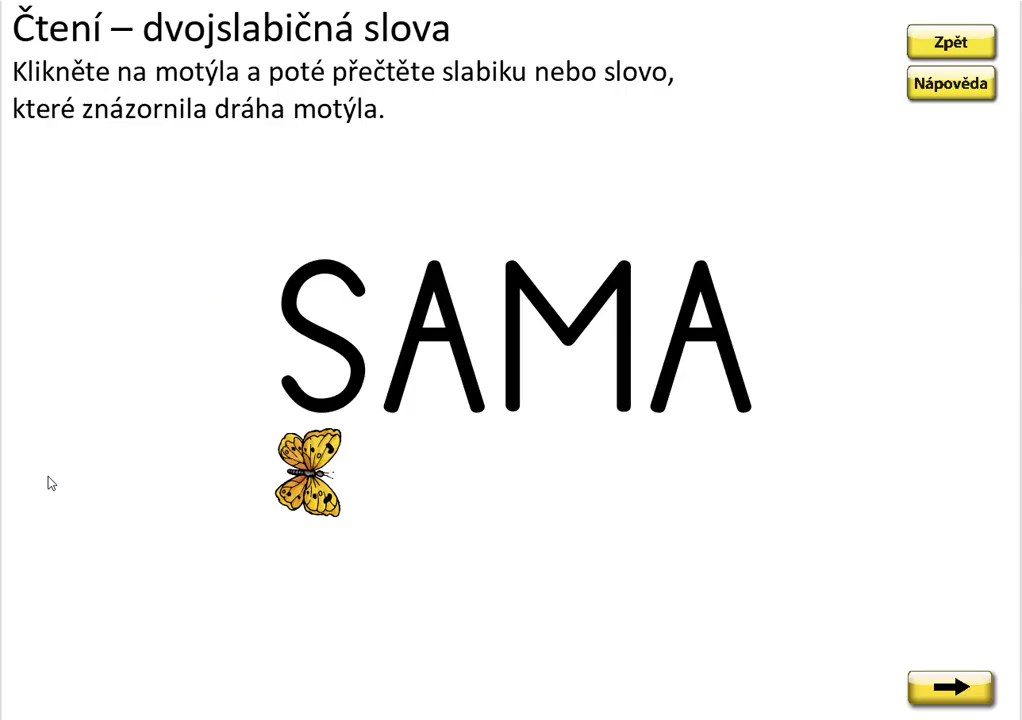 Čtení – dvojslabičná slova
Zpět
Klikněte na motýla a poté přečtěte slabiku nebo slovo,
Nápověda
které znázornila dráha motýla.
SAMA